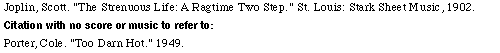 Joplin, Scott. "The Strenuous Life: A Ragtime Two Step." St. Louis: Stark Sheet Music, 1902.
Citation with no score or music to refer to:
Porter, Cole. "Too Darn Hot." 1949.